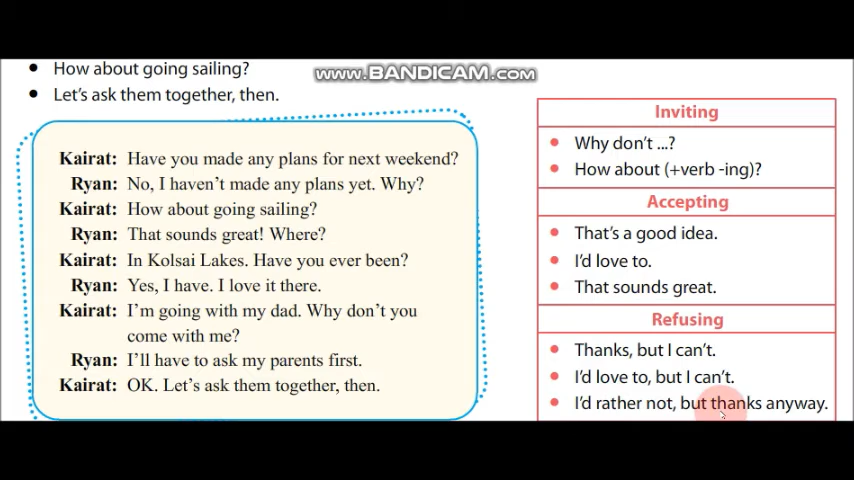 www.BANDICAM.com
• How about going sailing?
• Let's ask them together, then.
Kairat: Have you made any plans for next weekend?
Ryan: No, I haven't made any plans yet. Why?
Kairat: How about going sailing?
Ryan: That sounds great! Where?
Kairat: In Kolsai Lakes. Have you ever been?
Ryan: Yes, I have. I love it there.
Kairat: I'm going with my dad. Why don't you
come with me?
Ryan: I'll have to ask my parents first.
Kairat: OK. Let's ask them together, then.
Inviting
• Why don't ...?
• How about (+verb -ing)?
Accepting
• That's a good idea.
• I'd love to.
• That sounds great.
Refusing
• Thanks, but I can't.
• I'd love to, but I can't.
• I'd rather not, but thanks anyway.